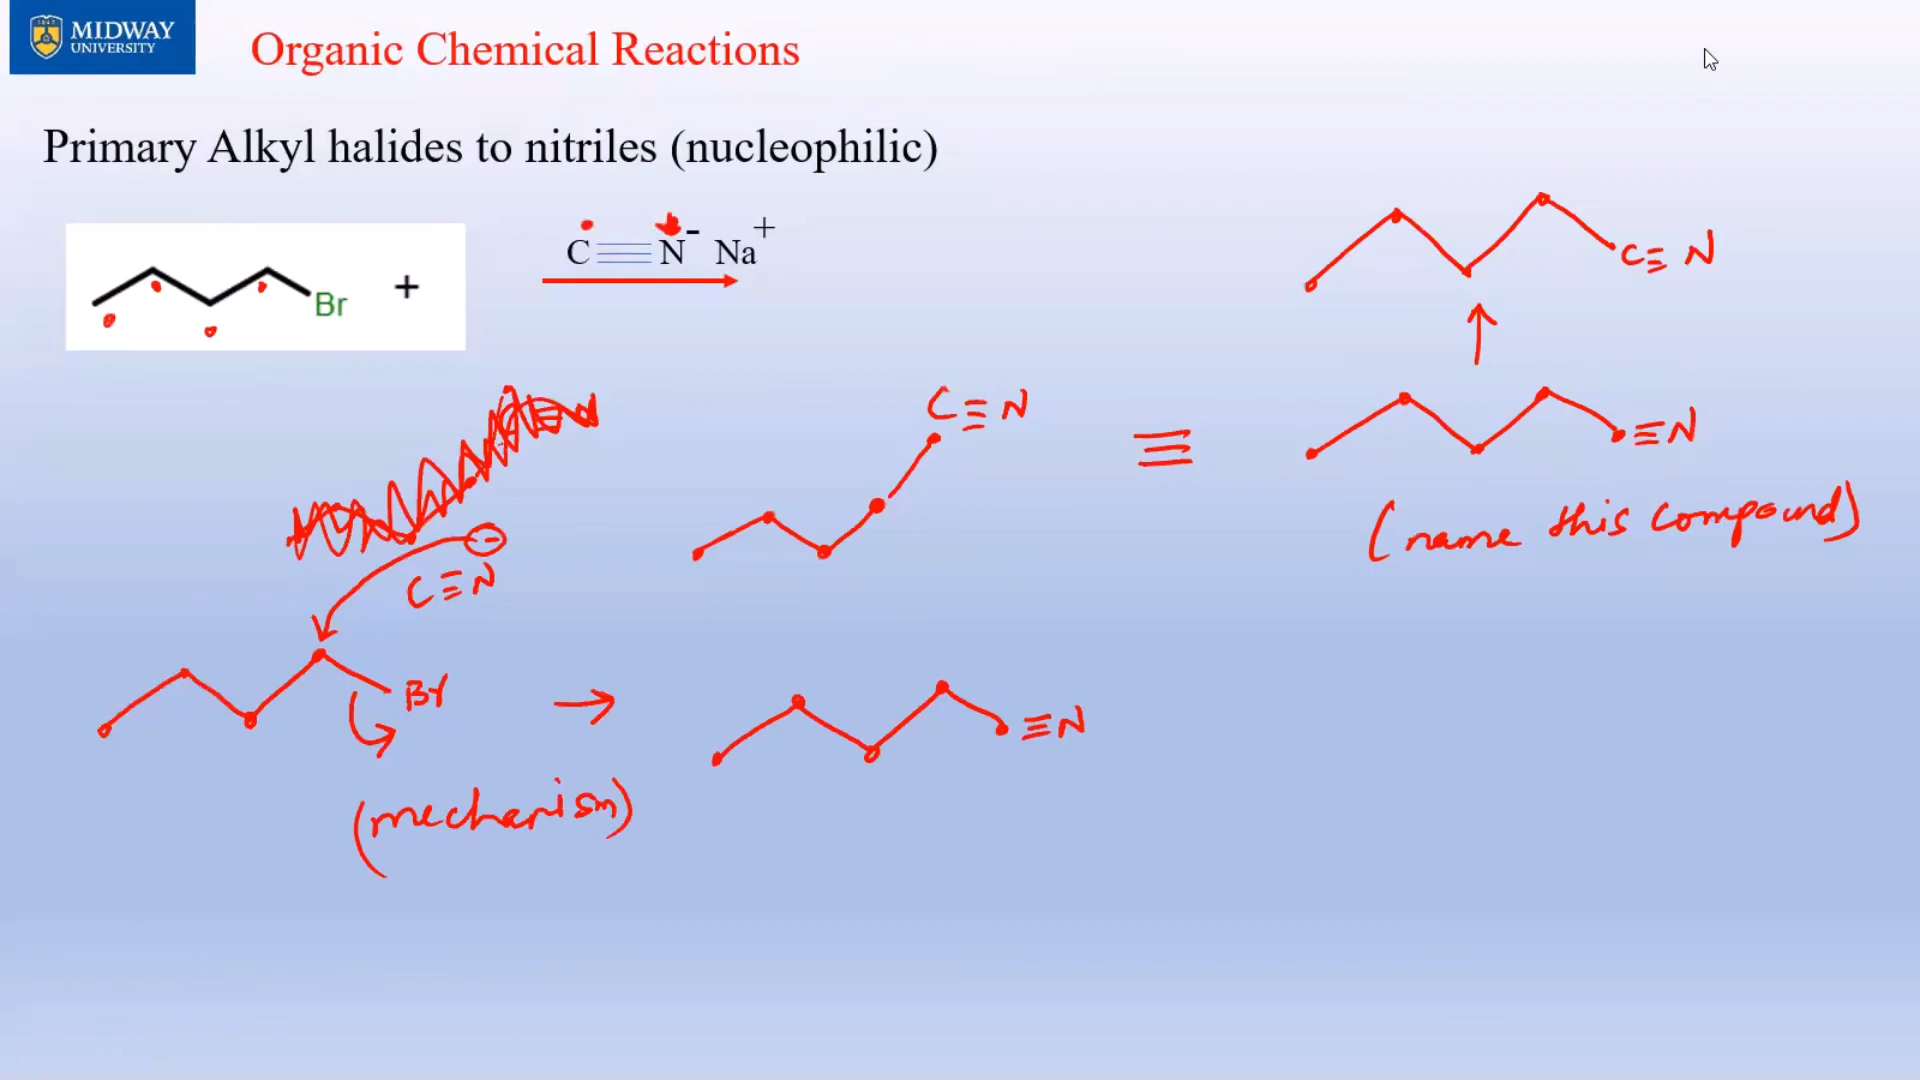 MIDWAY
UNIVERSITY
Organic Chemical Reactions
Primary Alkyl halides to nitriles (nucleophilic)
C≡N⁻ Na⁺
Br +
C≡N
C≡N
≡
≡N
(name this compound)
⊖
C≡N
Br
→
≡N
(mechanism)